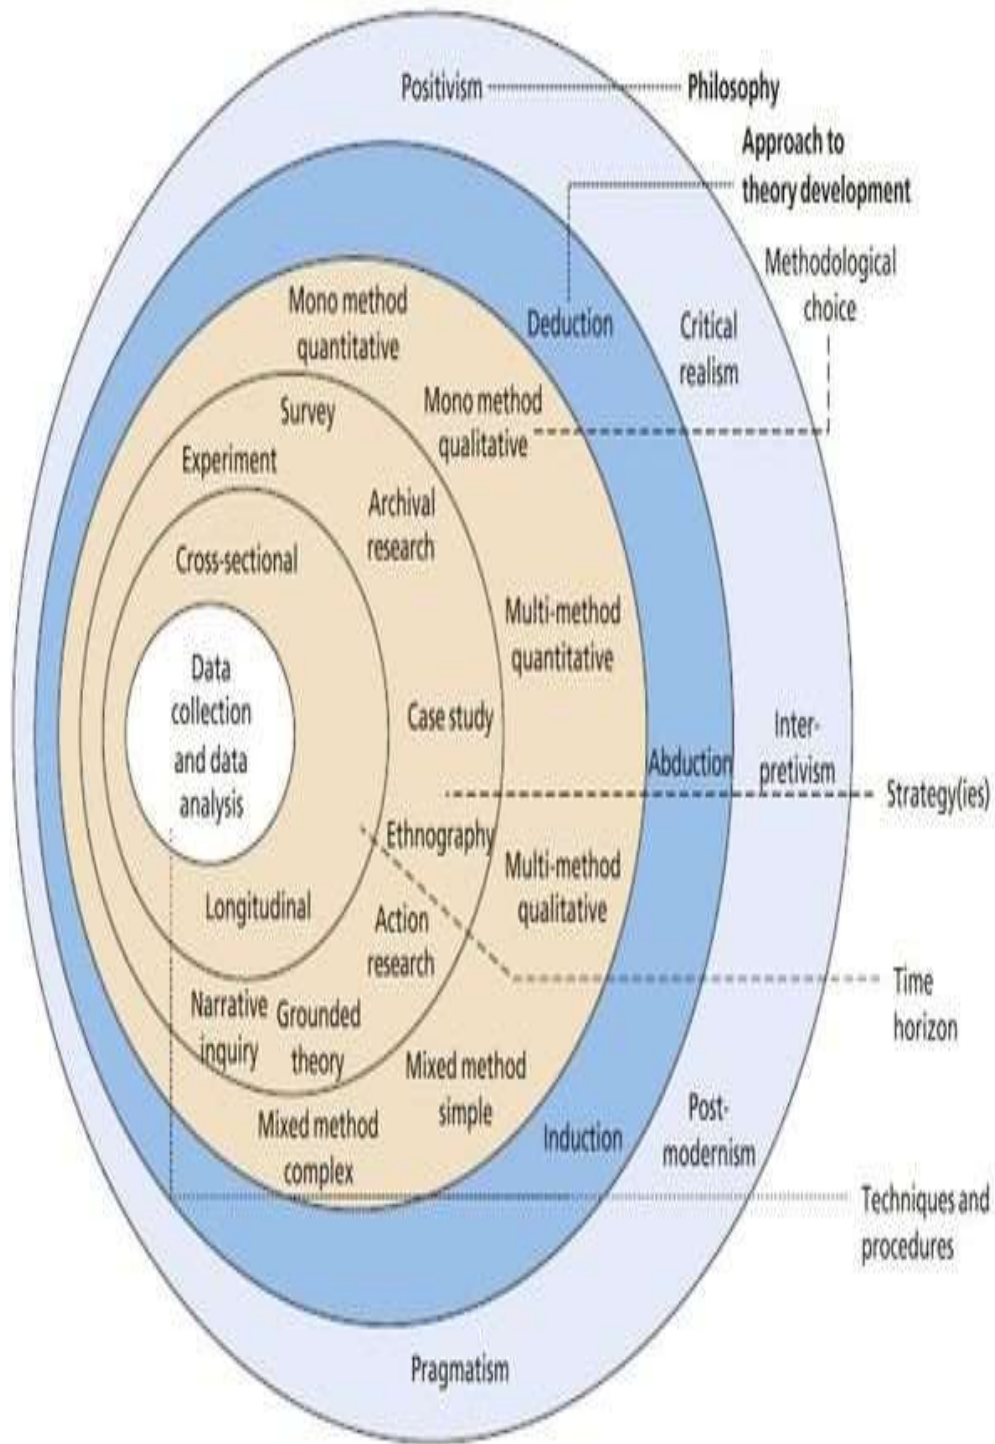 Positivism
Philosophy
Approach to
theory development
Methodological
choice
Mono method
quantitative
Deduction
Critical
realism
Mono method
qualitative
Survey
Experiment
Archival
research
Cross-sectional
Multi-method
quantitative
Data
collection
and data
analysis
Case study
Abduction
Inter-
pretivism
Strategy(ies)
Ethnography
Multi-method
qualitative
Longitudinal
Action
research
Time
horizon
Narrative
inquiry
Grounded
theory
Mixed method
simple
Mixed method
complex
Induction
Post-
modernism
Techniques and
procedures
Pragmatism